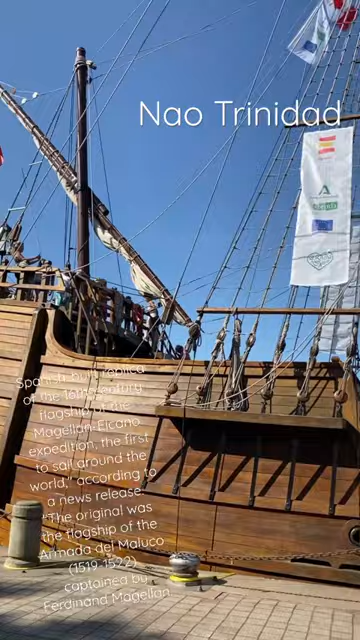 Nao Trinidad
Spanish-built replica
of the 16th-century
flagship of the
Magellan-Elcano
expedition, the first
to sail around the
world," according to
a news release.
"The original was
the flagship of the
Armada del Maluco
(1519-1522)
captained by
Ferdinand Magellan